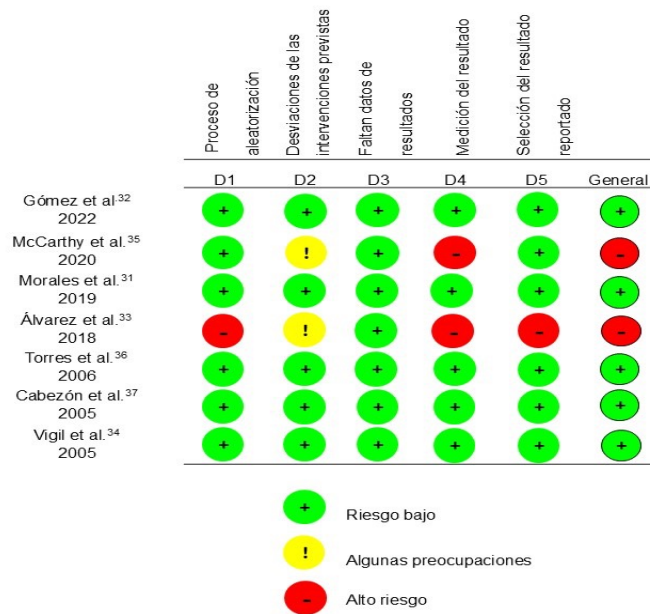 Proceso de
aleatorización
Desviaciones de las
intervenciones previstas
Faltan datos de
resultados
Medición del resultado
Selección del resultado
reportado
D1 D2 D3 D4 D5 General
Gómez et al.32 + + + + + +
2022
McCarthy et al.35 + ! + - + -
2020
Morales et al.31 + + + + + +
2019
Álvarez et al.33 - ! + - - -
2018
Torres et al.36 + + + + + +
2006
Cabezón et al.37 + + + + + +
2005
Vigil et al.34 + + + + + +
2005
+ Riesgo bajo
! Algunas preocupaciones
- Alto riesgo